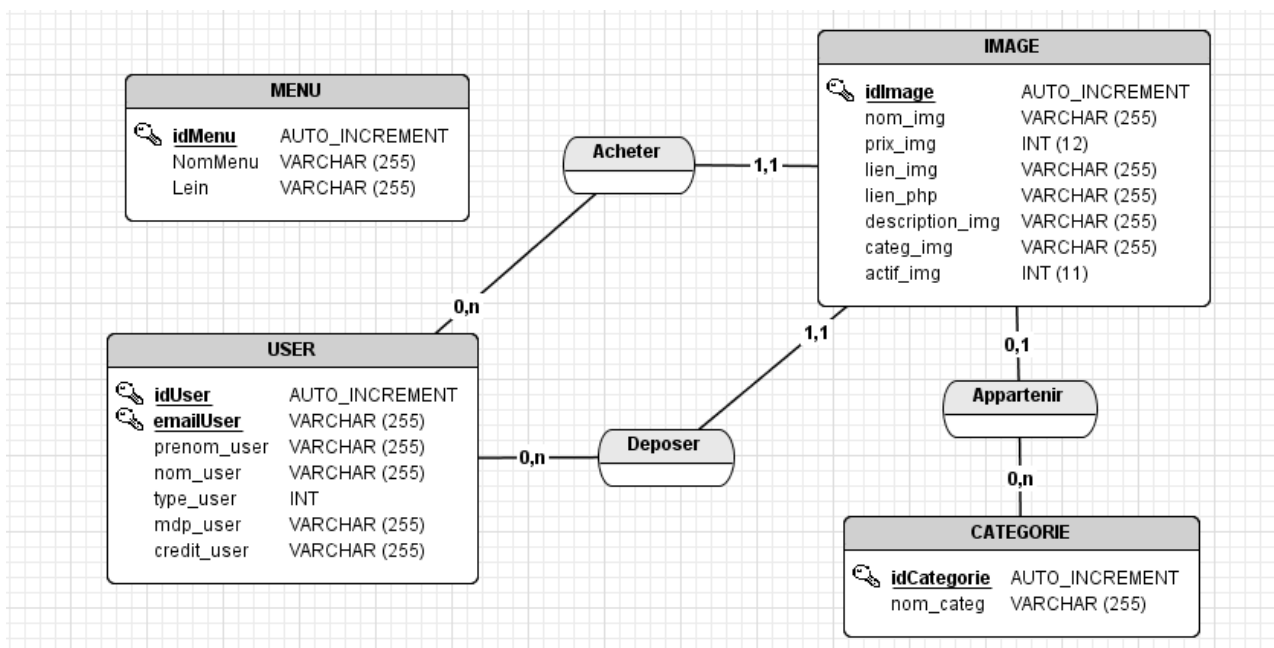 MENU
idMenu AUTO_INCREMENT
NomMenu VARCHAR (255)
Lein VARCHAR (255)
Acheter
1,1
IMAGE
idImage AUTO_INCREMENT
nom_img VARCHAR (255)
prix_img INT (12)
lien_img VARCHAR (255)
lien_php VARCHAR (255)
description_img VARCHAR (255)
categ_img VARCHAR (255)
actif_img INT (11)
0,n
1,1
0,1
USER
idUser AUTO_INCREMENT
emailUser VARCHAR (255)
prenom_user VARCHAR (255)
nom_user VARCHAR (255)
type_user INT
mdp_user VARCHAR (255)
credit_user VARCHAR (255)
0,n
Deposer
Appartenir
0,n
CATEGORIE
idCategorie AUTO_INCREMENT
nom_categ VARCHAR (255)